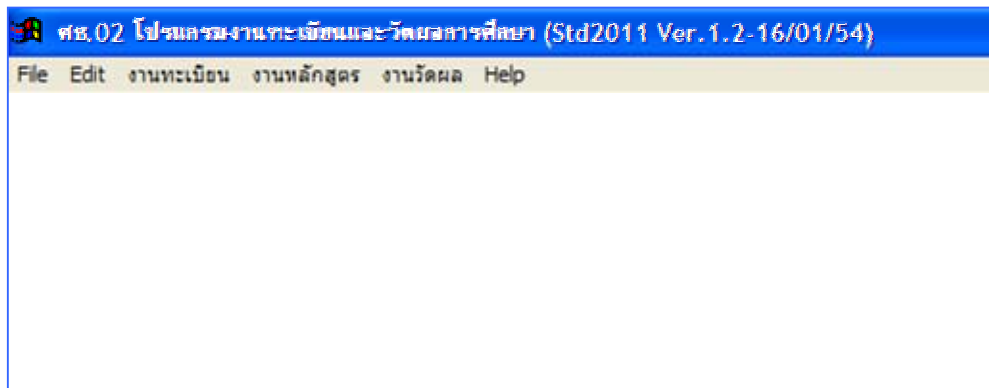 ศธ.02 โปรแกรมงานทะเบียนและวัดผลการศึกษา (Std2011 Ver.1.2-16/01/54)
File Edit งานทะเบียน งานหลักสูตร งานวัดผล Help